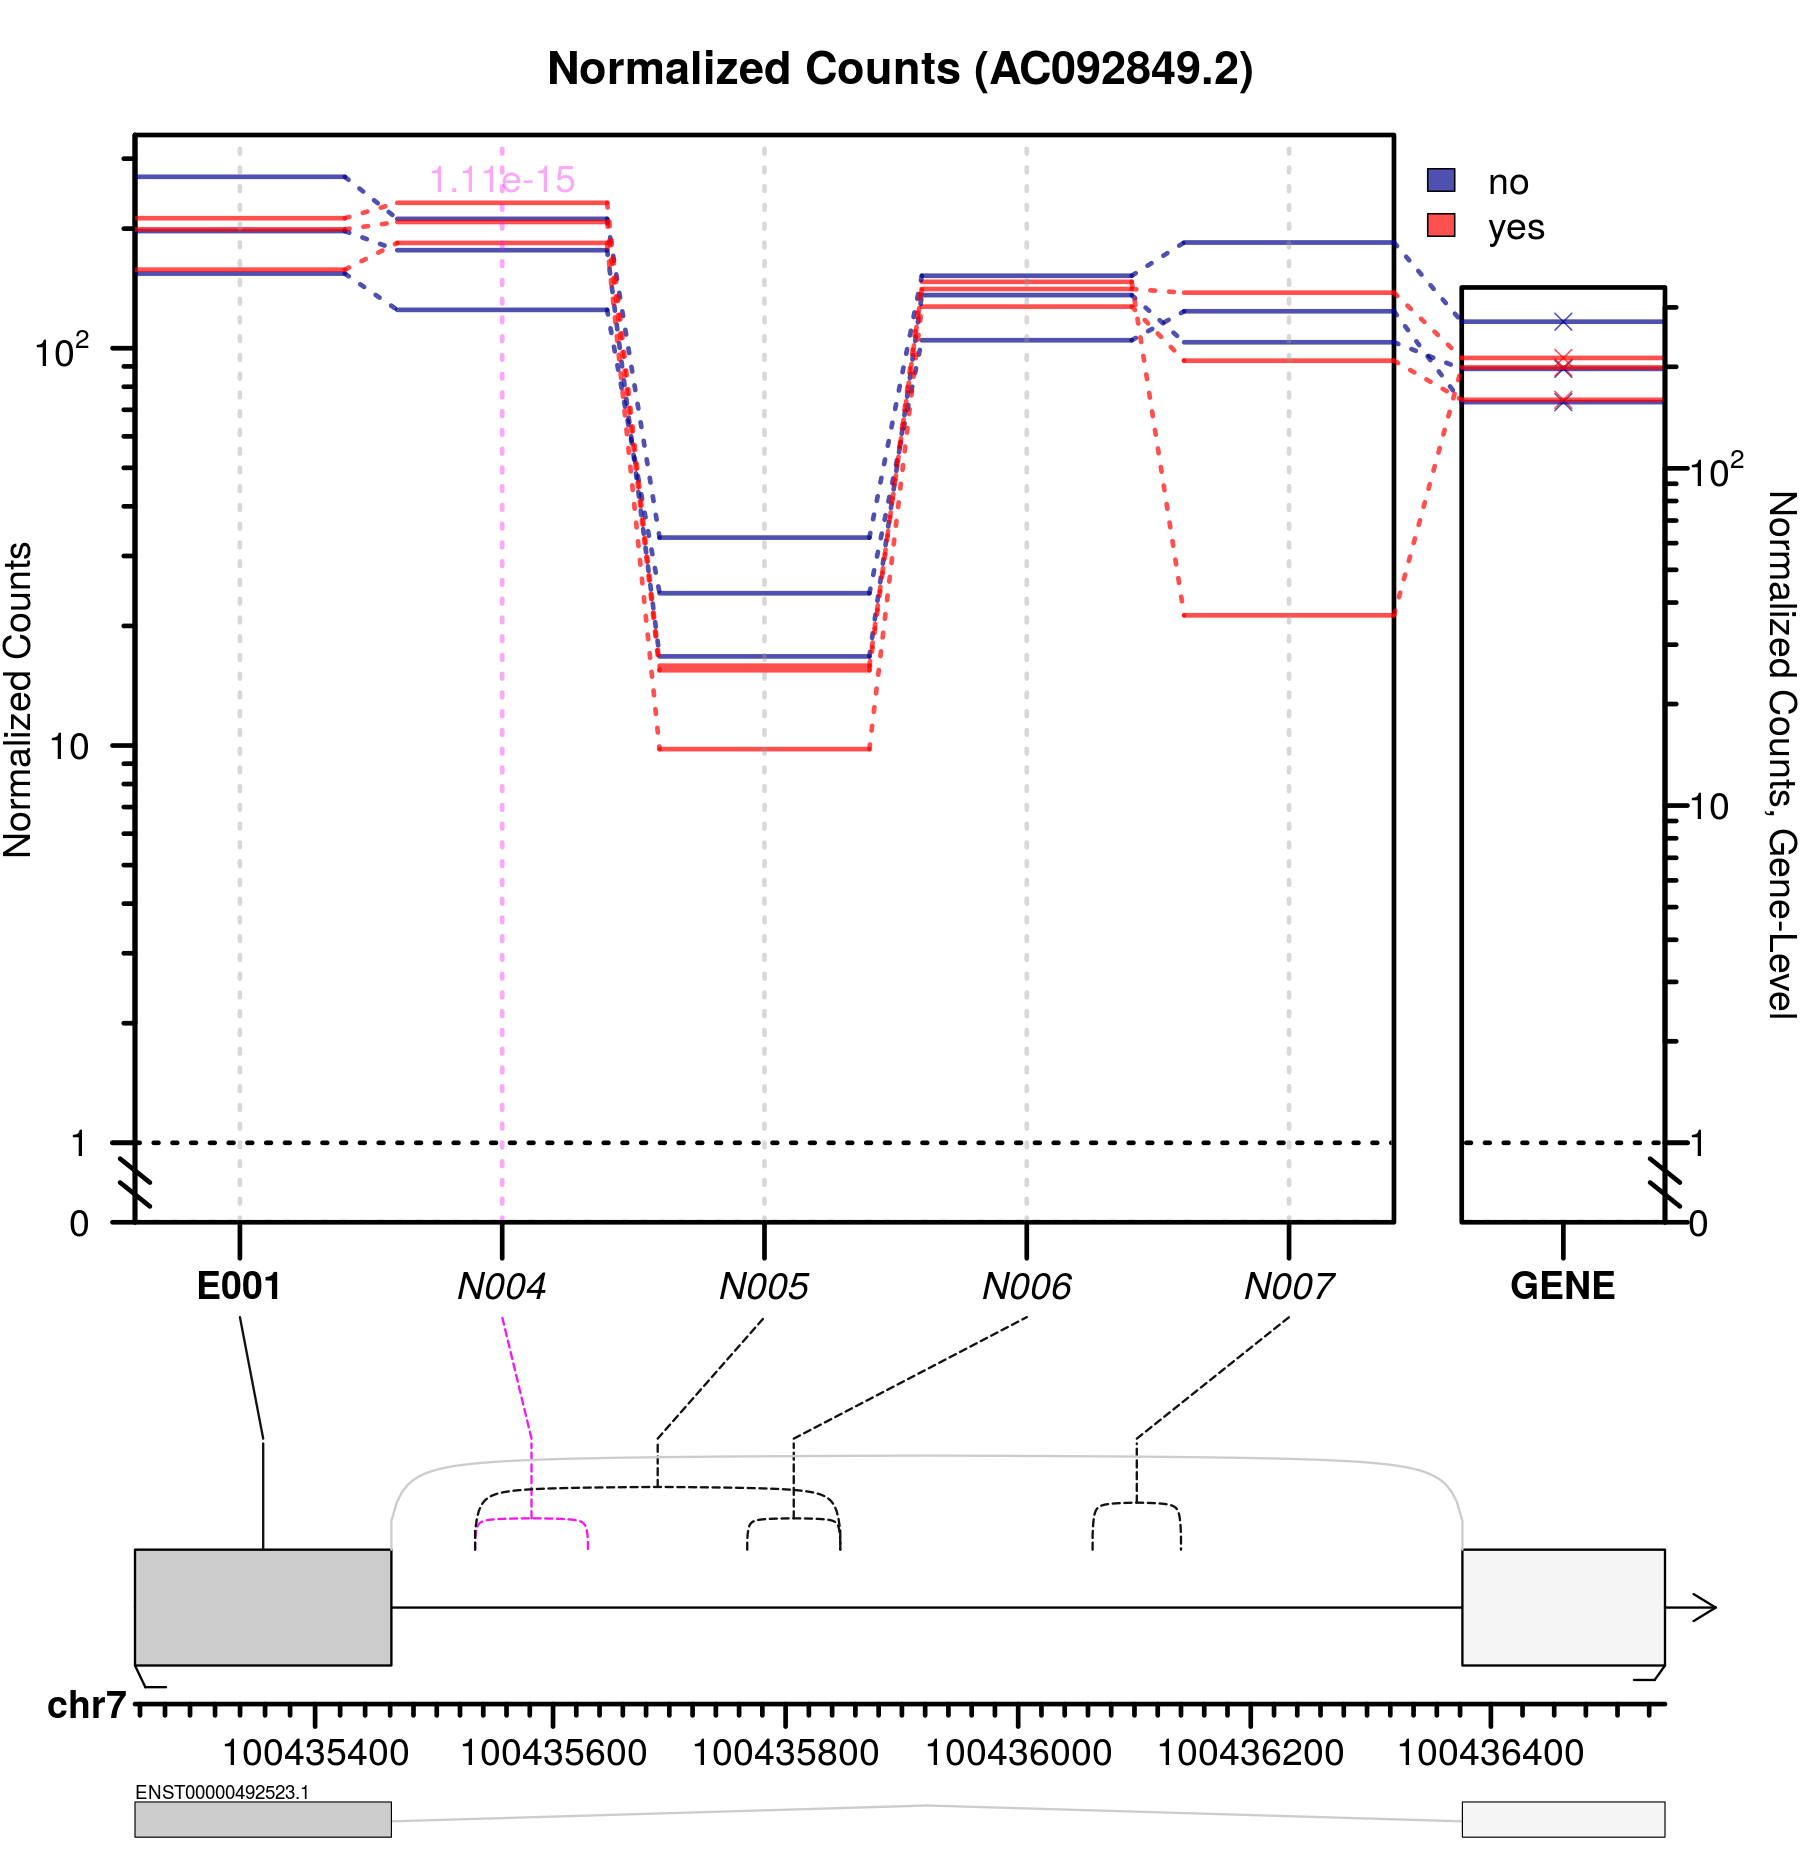 Normalized Counts (AC092849.2)
1.11e-15
no
yes
Normalized Counts
10²
10
1
0
10²
10
1
0
Normalized Counts, Gene-Level
E001 N004 N005 N006 N007 GENE
chr7
100435400 100435600 100435800 100436000 100436200 100436400
ENST00000492523.1